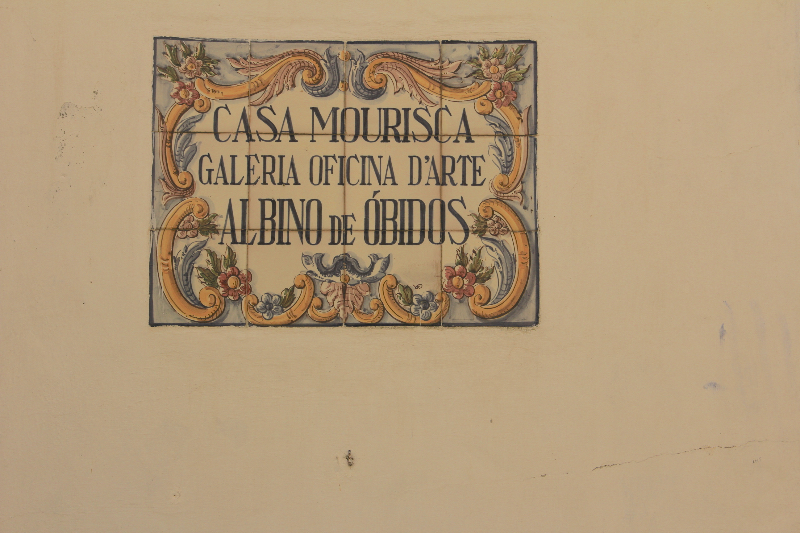 CASA MOURISCA
GALERIA OFICINA D'ARTE
ALBINO DE ÓBIDOS